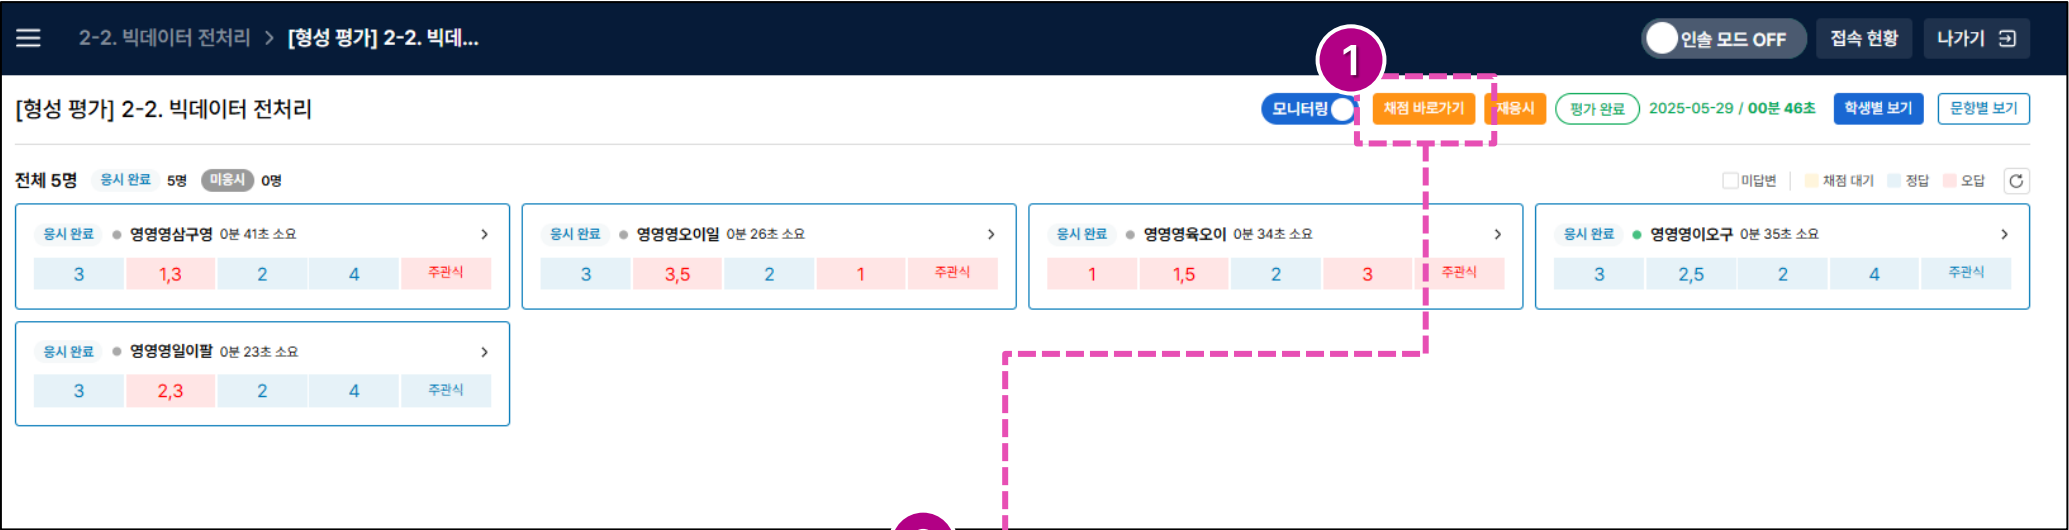 2-2. 빅데이터 전처리 > [형성 평가] 2-2. 빅데...
인솔 모드 OFF 접속 현황 나가기
1
[형성 평가] 2-2. 빅데이터 전처리
모니터링 채점 바로가기 재응시 평가 완료 2025-05-29 / 00분 46초 학생별 보기 문항별 보기
전체 5명 응시 완료 5명 미응시 0명
미답변 채점 대기 정답 오답
응시 완료 영영영삼구영 0분 41초 소요
3 1,3 2 4 주관식
응시 완료 영영영오이일 0분 26초 소요
3 3,5 2 1 주관식
응시 완료 영영영육오이 0분 34초 소요
1 1,5 2 3 주관식
응시 완료 영영영이오구 0분 35초 소요
3 2,5 2 4 주관식
응시 완료 영영영일이팔 0분 23초 소요
3 2,3 2 4 주관식